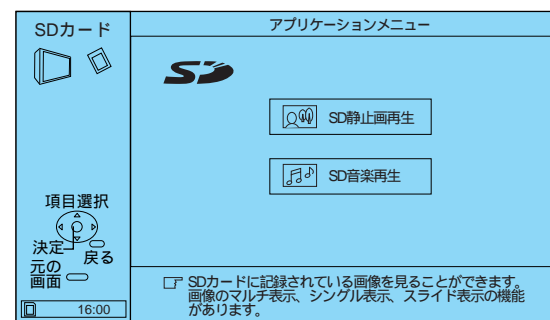 SDカード
アプリケーションメニュー
SD
SD静止画再生
SD音楽再生
項目選択
決定
戻る
元の
画面
16:00
SDカードに記録されている画像を見ることができます。
画像のマルチ表示、シングル表示、スライド表示の機能
があります。